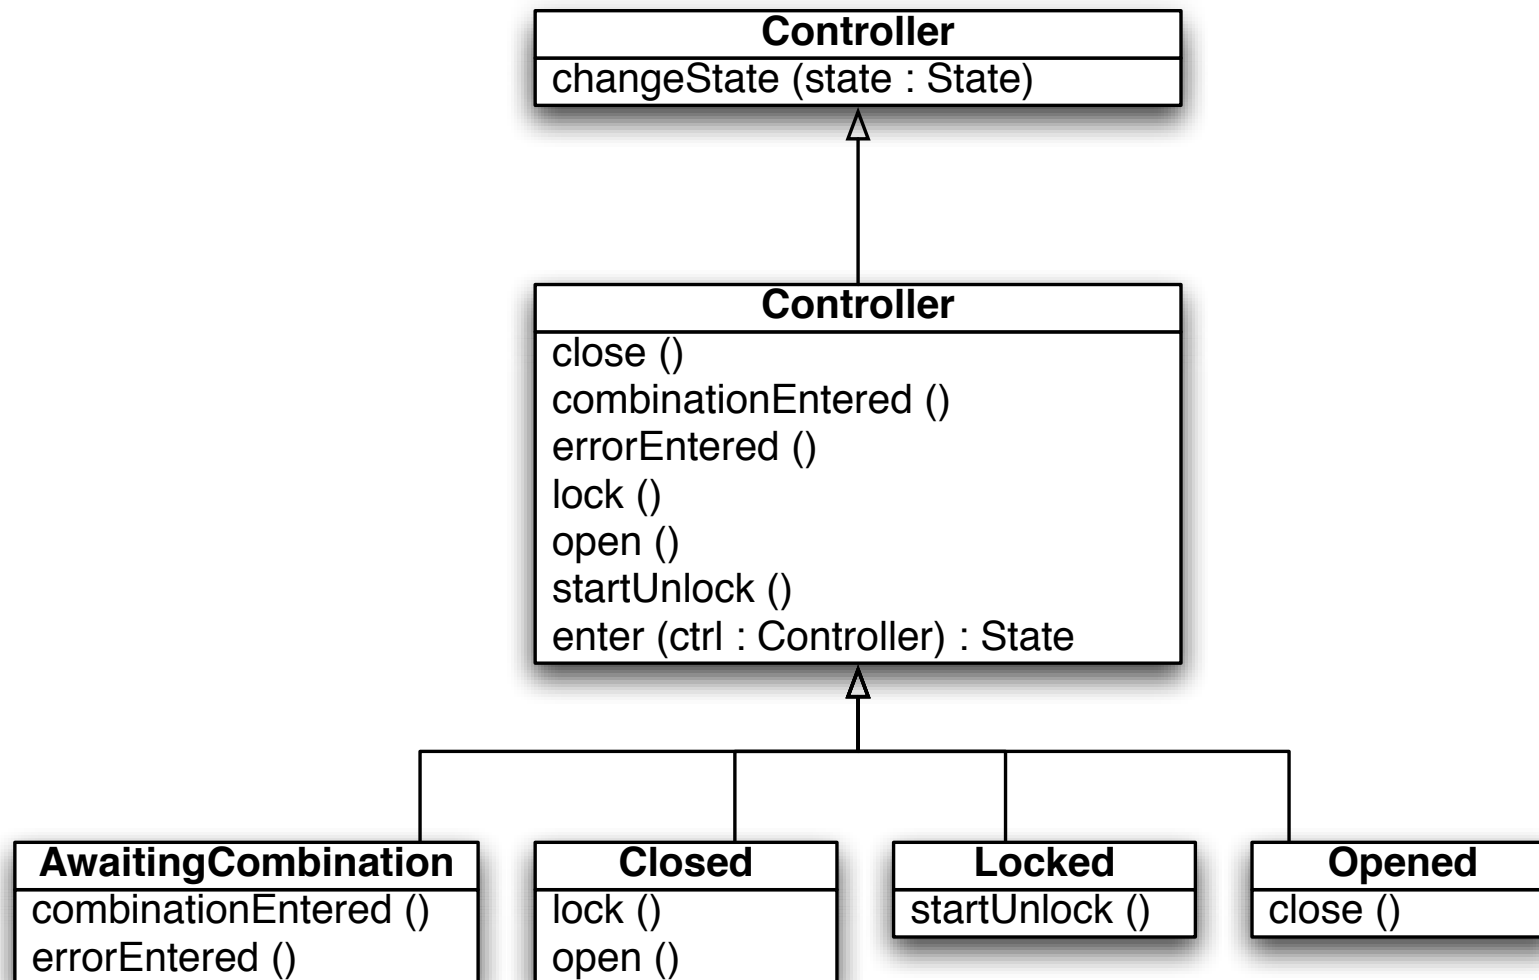 Controller
changeState (state : State)
Controller
close ()
combinationEntered ()
errorEntered ()
lock ()
open ()
startUnlock ()
enter (ctrl : Controller) : State
AwaitingCombination
combinationEntered ()
errorEntered ()
Closed
lock ()
open ()
Locked
startUnlock ()
Opened
close ()